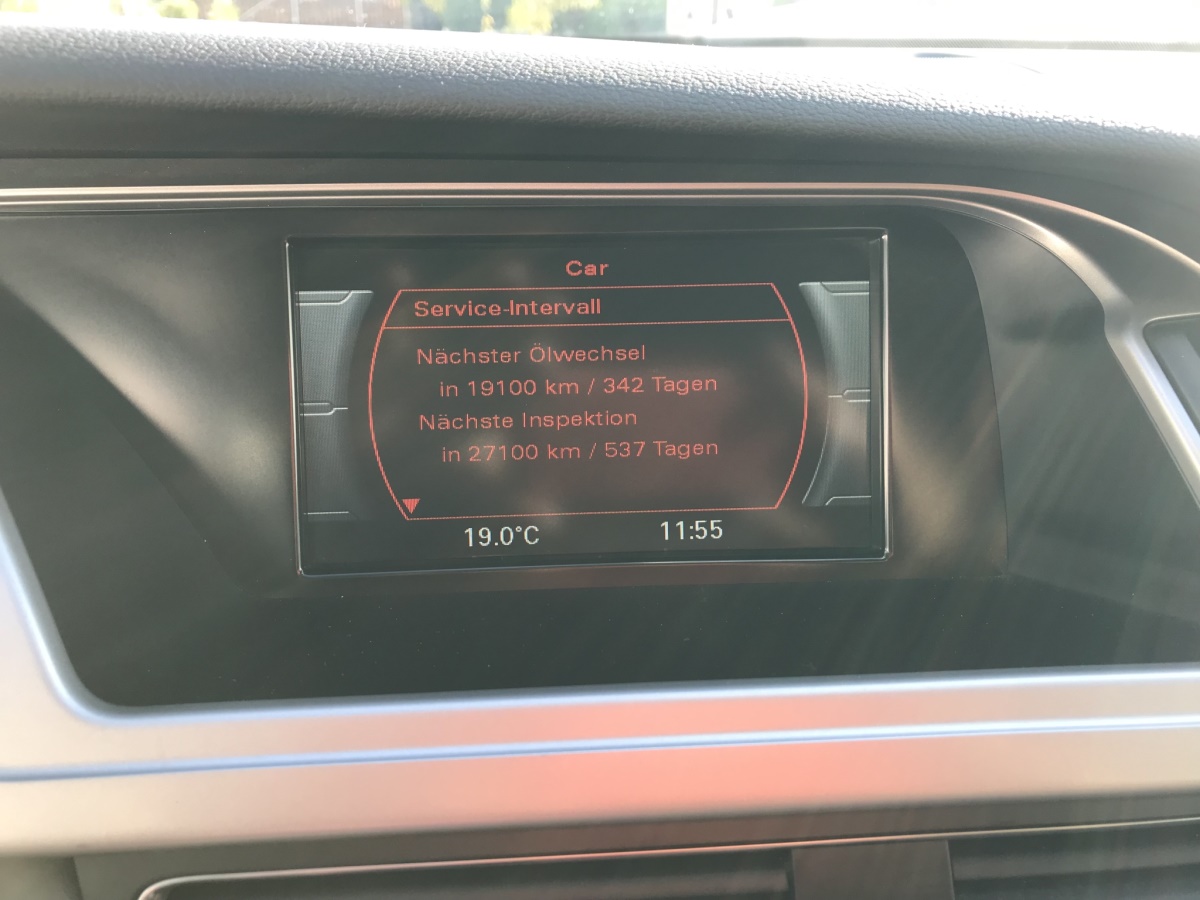 Car
Service-Intervall
Nächster Ölwechsel
in 19100 km / 342 Tagen
Nächste Inspektion
in 27100 km / 537 Tagen
19.0°C 11:55